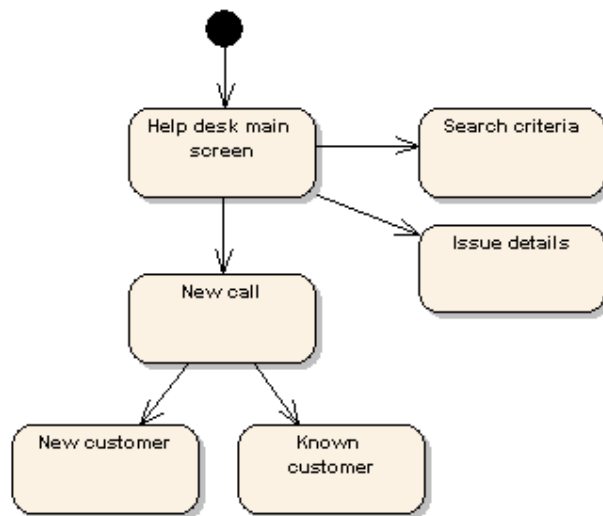 Help desk main
screen
Search criteria
Issue details
New call
New customer
Known
customer